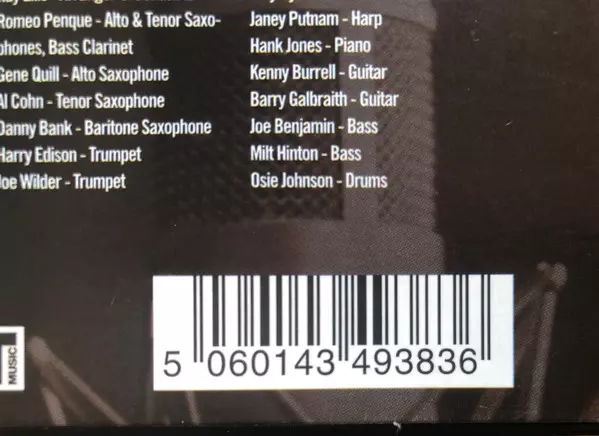 Romeo Penque - Alto & Tenor Saxo-
phones, Bass Clarinet
Gene Quill - Alto Saxophone
Al Cohn - Tenor Saxophone
Danny Bank - Baritone Saxophone
Harry Edison - Trumpet
Joe Wilder - Trumpet
Janey Putnam - Harp
Hank Jones - Piano
Kenny Burrell - Guitar
Barry Galbraith - Guitar
Joe Benjamin - Bass
Milt Hinton - Bass
Osie Johnson - Drums
MUSIC
5 060143 493836